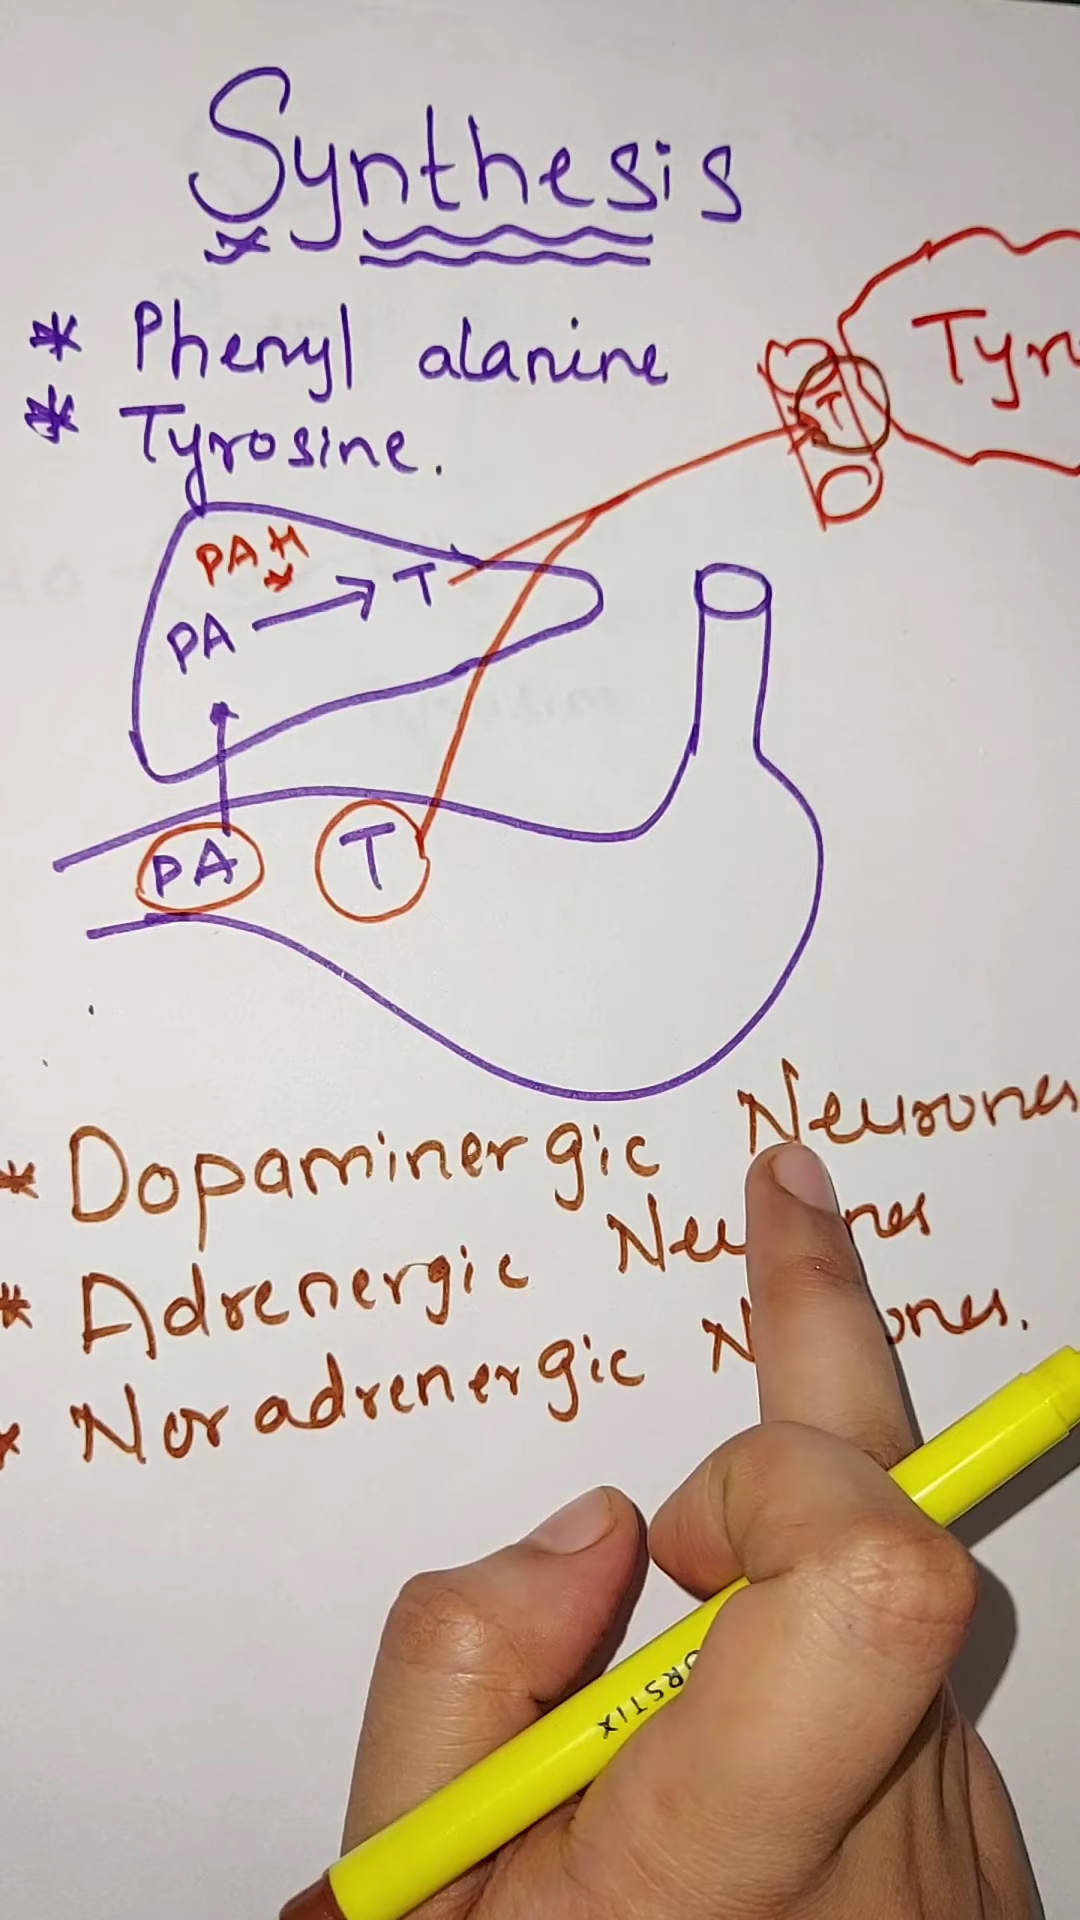 Synthesis
* Phenyl alanine
* Tyrosine.
Tyr
T
PAH
PA → T
PA T
* Dopaminergic Neurones
* Adrenergic
* Noradrenergic